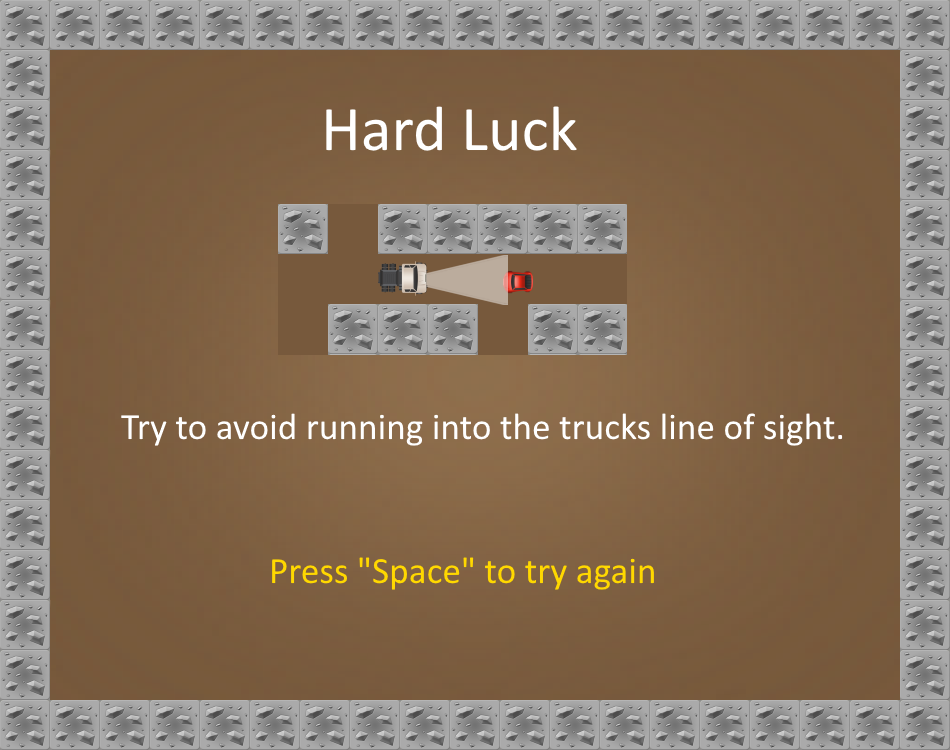 Hard Luck
Try to avoid running into the trucks line of sight.
Press "Space" to try again